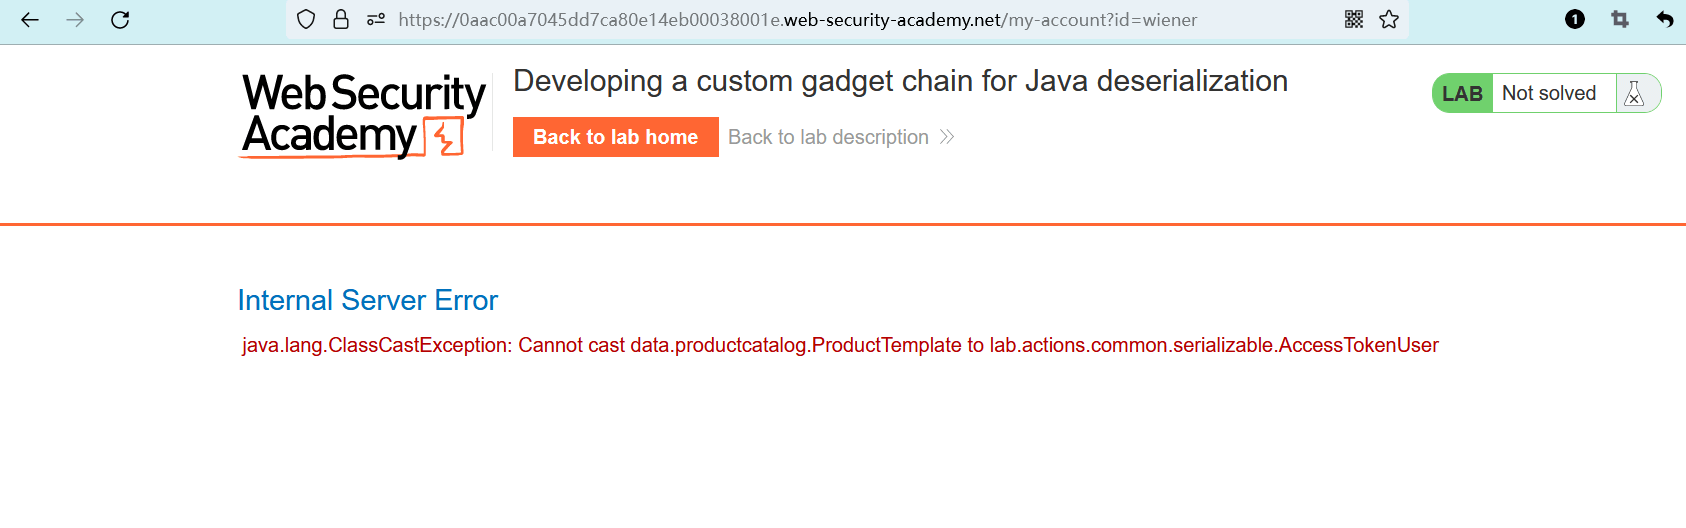 https://0aac00a7045dd7ca80e14eb00038001e.web-security-academy.net/my-account?id=wiener
1
Web Security
Academy
Developing a custom gadget chain for Java deserialization
Back to lab home
Back to lab description
LAB
Not solved
Internal Server Error
java.lang.ClassCastException: Cannot cast data.productcatalog.ProductTemplate to lab.actions.common.serializable.AccessTokenUser